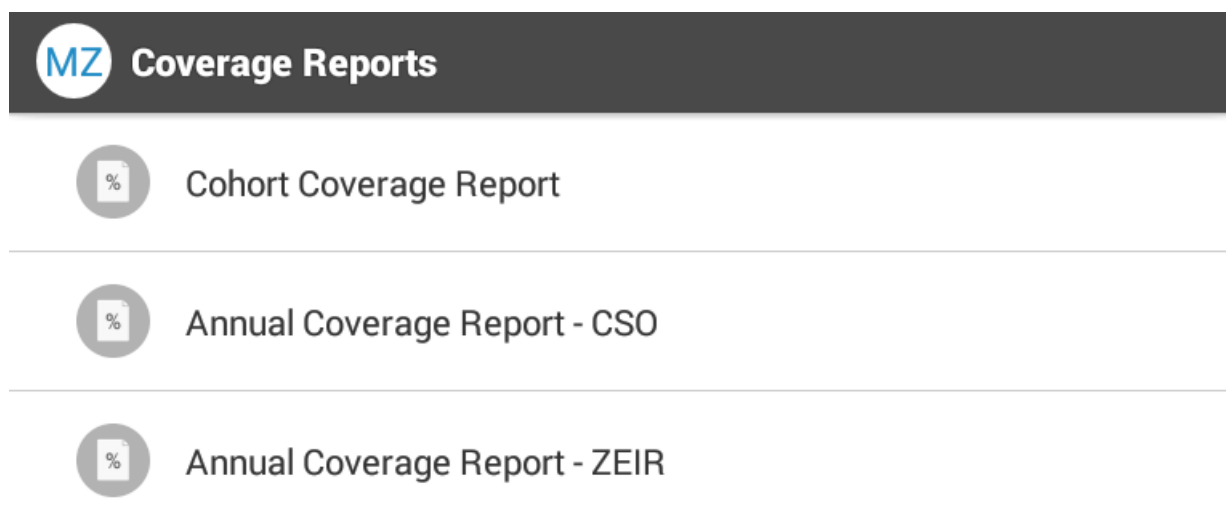 MZ Coverage Reports
% Cohort Coverage Report
% Annual Coverage Report - CSO
% Annual Coverage Report - ZEIR